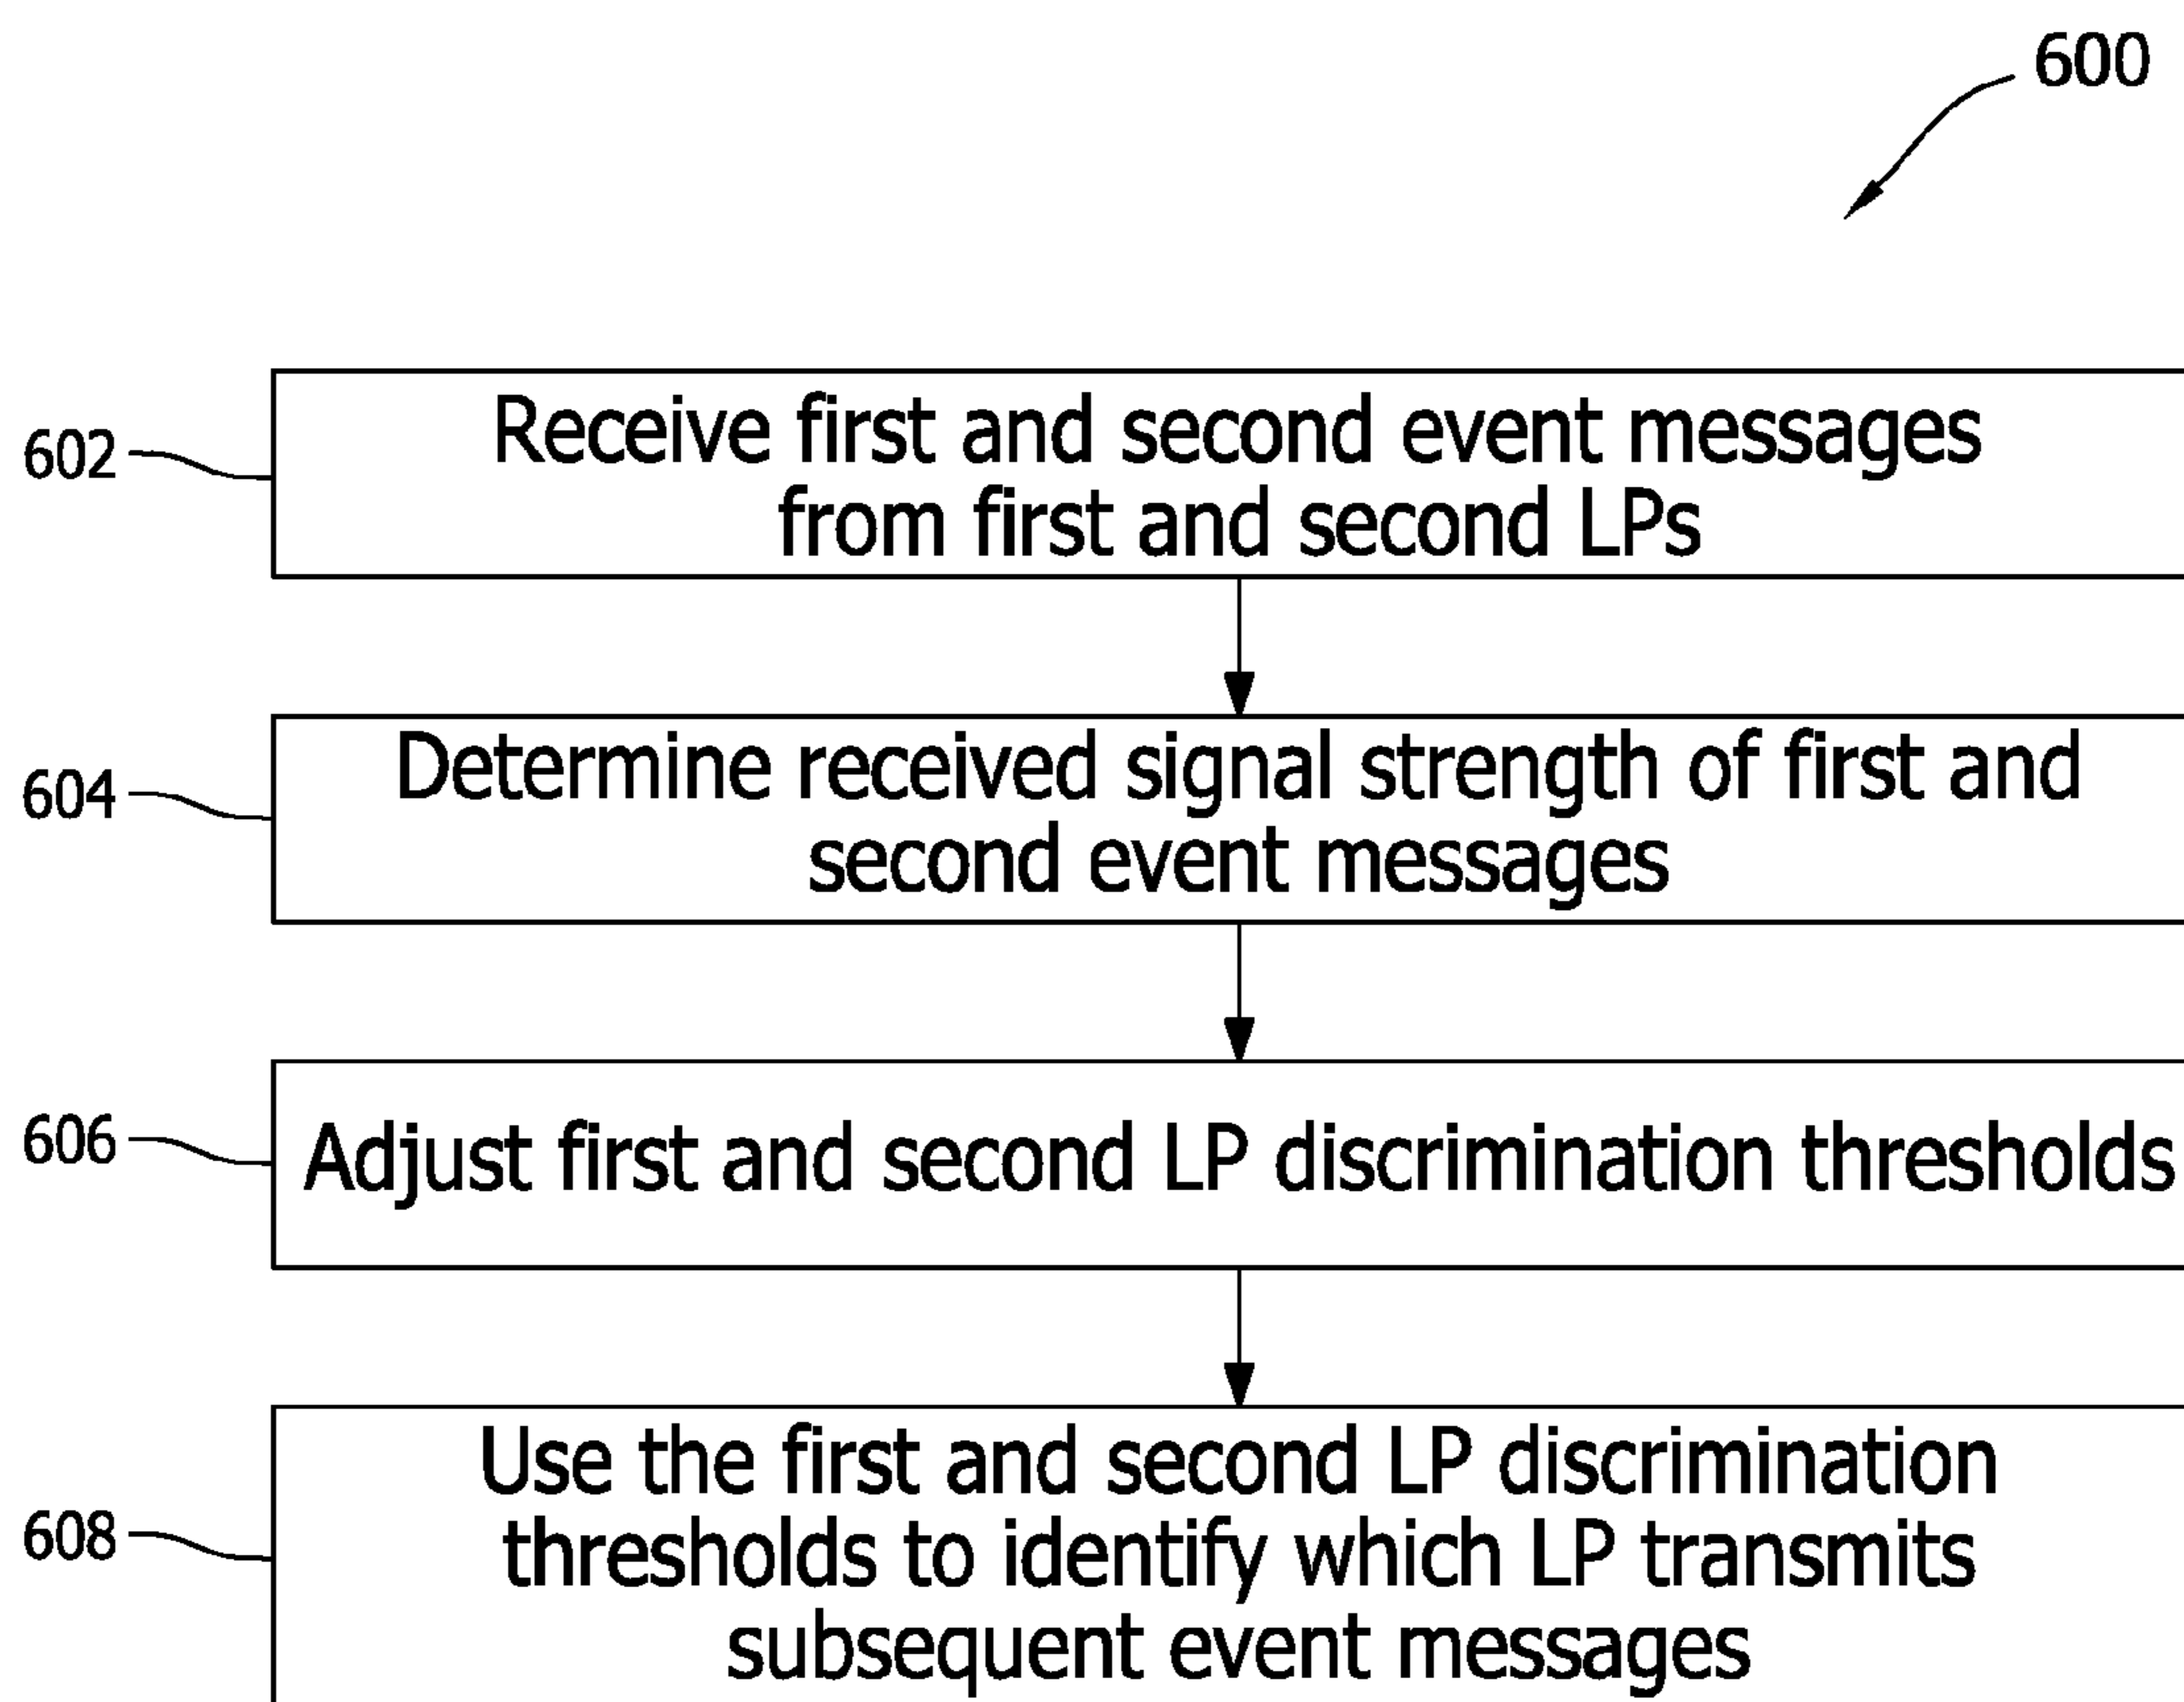 600
602
Receive first and second event messages
from first and second LPs
604
Determine received signal strength of first and
second event messages
606
Adjust first and second LP discrimination thresholds
608
Use the first and second LP discrimination
thresholds to identify which LP transmits
subsequent event messages